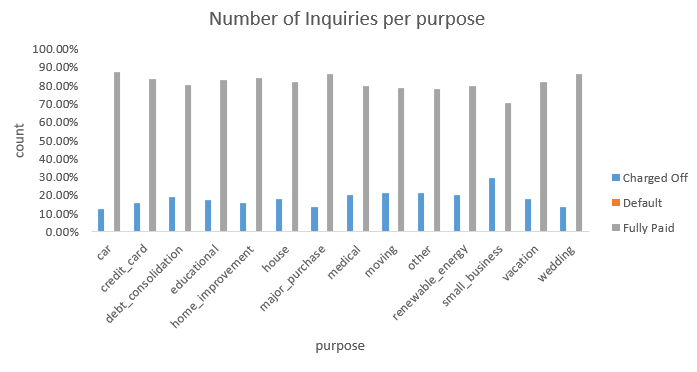 Number of Inquiries per purpose
100.00%
90.00%
80.00%
70.00%
60.00%
50.00%
40.00%
30.00%
20.00%
10.00%
0.00%
count
car
credit_card
debt_consolidation
educational
home_improvement
house
major_purchase
medical
moving
other
renewable_energy
small_business
vacation
wedding
purpose
Charged Off
Default
Fully Paid